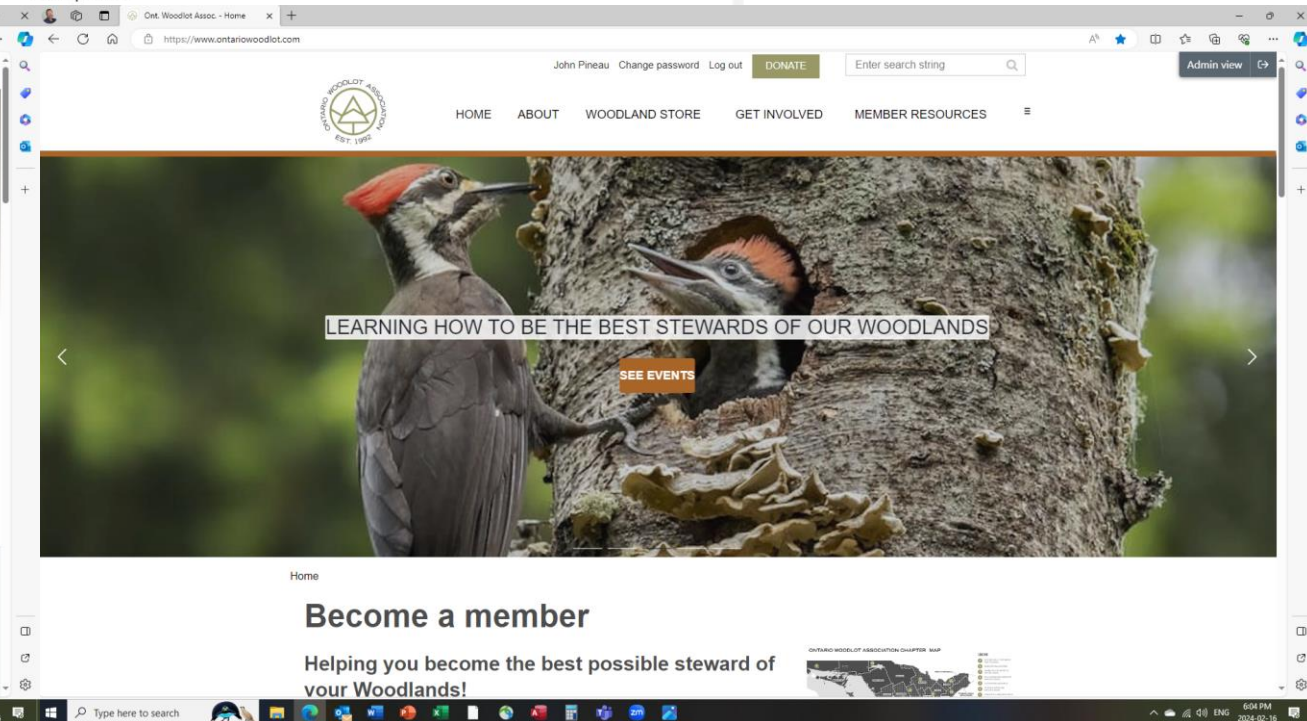 Ont. Woodlot Assoc. - Home
https://www.ontariowoodlot.com
John Pineau Change password Log out DONATE Enter search string
Admin view
ONTARIO WOODLOT ASSOCIATION
EST. 1992
HOME ABOUT WOODLAND STORE GET INVOLVED MEMBER RESOURCES
LEARNING HOW TO BE THE BEST STEWARDS OF OUR WOODLANDS
SEE EVENTS
Home
Become a member
Helping you become the best possible steward of
your Woodlands!
ONTARIO WOODLOT ASSOCIATION CHAPTER MAP
Type here to search
ENG
6:04 PM
2024-02-16